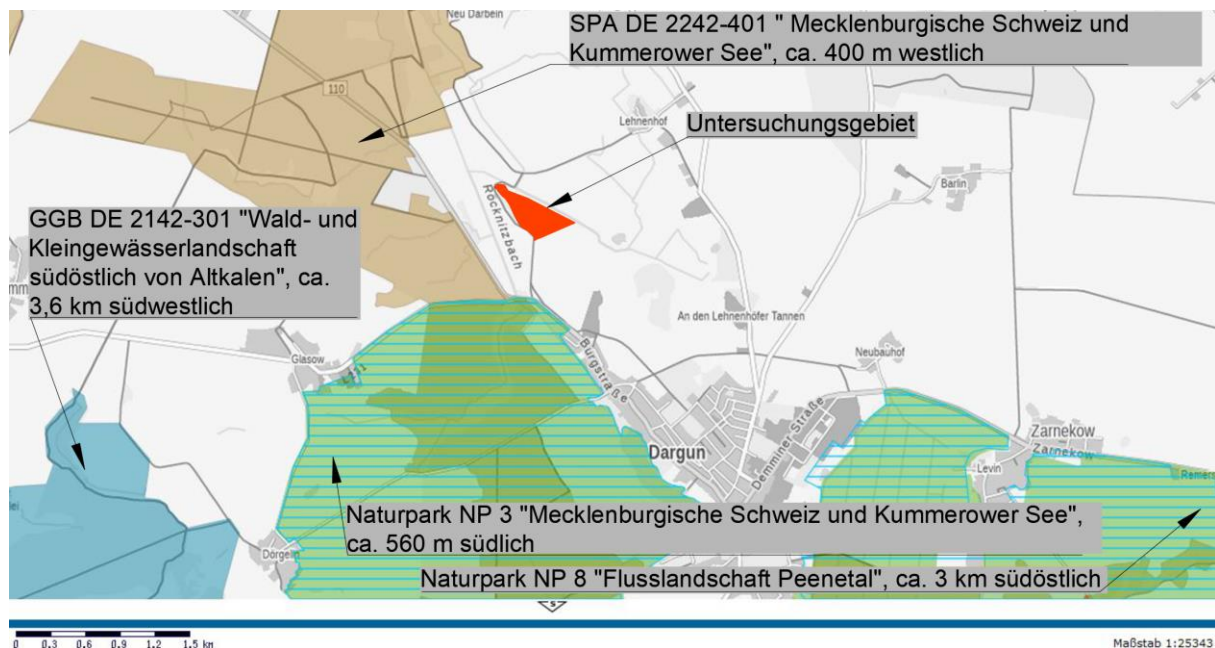 Neu Darbein
SPA DE 2242-401 " Mecklenburgische Schweiz und
Kummerower See", ca. 400 m westlich
110
Lehnenhof
Untersuchungsgebiet
Barlin
Röcknitzbach
GGB DE 2142-301 "Wald- und
Kleingewässerlandschaft
südöstlich von Altkalen", ca.
3,6 km südwestlich
An den Lehnenhöfer Tannen
Glasow
Burgstraße
Neubauhof
Demminer Straße
Dargun
Zarnekow
Zarnekow
Levin
Naturpark NP 3 "Mecklenburgische Schweiz und Kummerower See",
ca. 560 m südlich
Dörgelin
Naturpark NP 8 "Flusslandschaft Peenetal", ca. 3 km südöstlich
0 0.3 0.6 0.9 1.2 1.5 km
Maßstab 1:25343